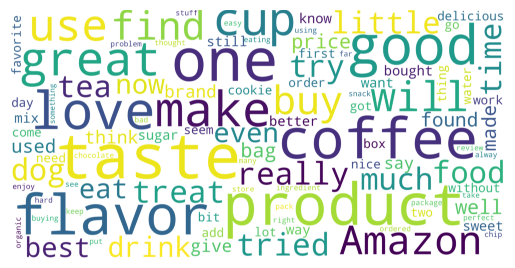 use find cup little know delicious
favorite stuff easy go
still price using
problem thought eating far
great one try first good time
tea now brand order bought want thing water
day love make buy cookie got will made work
mix better box found
come think seem even coffee
used sugar
need taste bag nice say
dog really much food
something bad snack review
chocolate many always without
eat treat product two well
enjoy see store ingredient take
hard keep flavor bit pack package
organic buying tried right perfect sweet
put add lot way ordered chip
best drink give Amazon